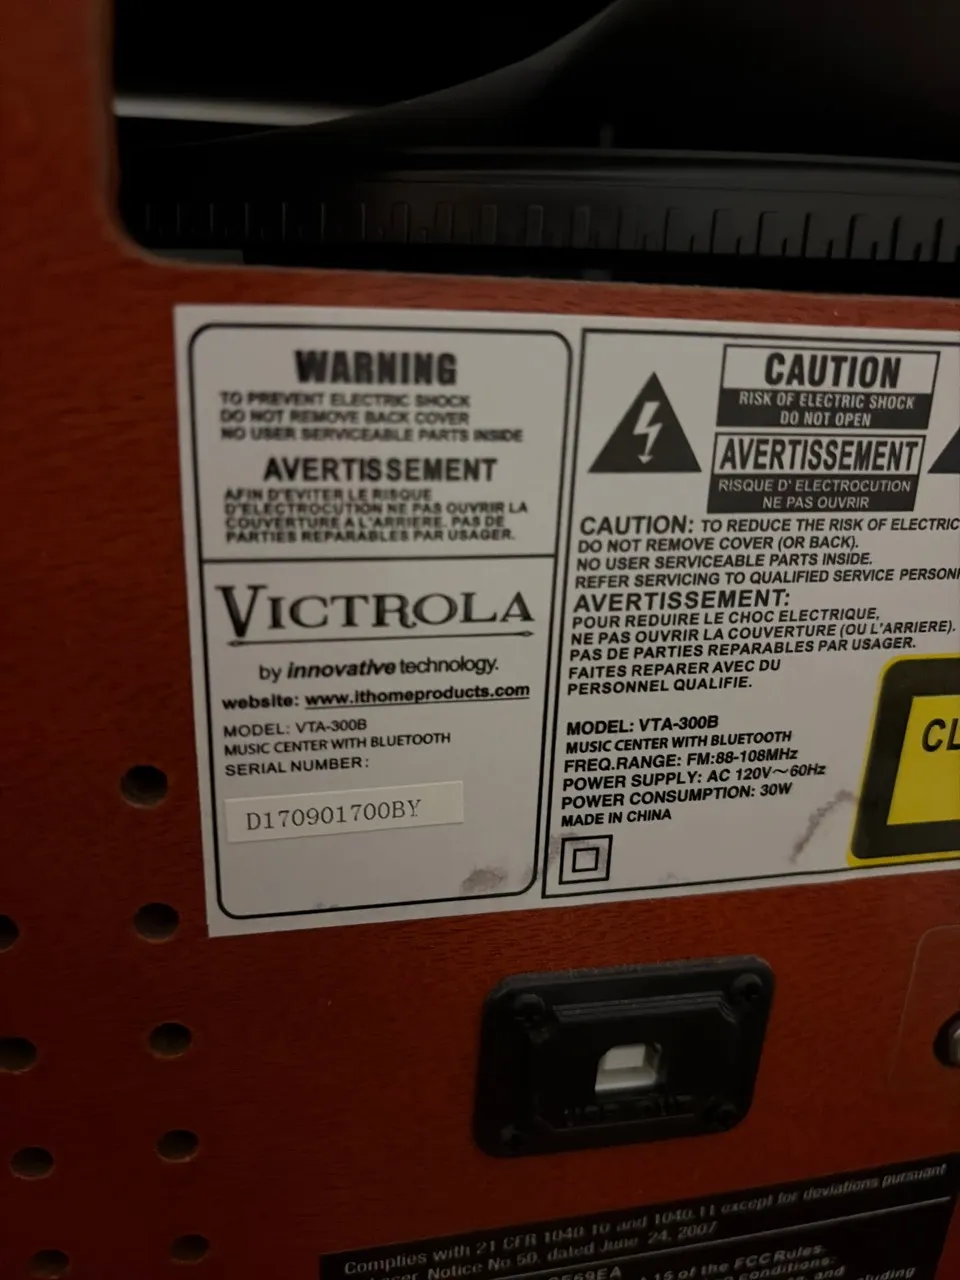 WARNING
TO PREVENT ELECTRIC SHOCK
DO NOT REMOVE BACK COVER
NO USER SERVICEABLE PARTS INSIDE
AVERTISSEMENT
AFIN D'EVITER LE RISQUE
D'ELECTROCUTION NE PAS OUVRIR LA
COUVERTURE A L'ARRIERE. PAS DE
PARTIES REPARABLES PAR USAGER.
VICTROLA
by innovative technology.
website: www.ithomeproducts.com
MODEL: VTA-300B
MUSIC CENTER WITH BLUETOOTH
SERIAL NUMBER:
D170901700BY
CAUTION
RISK OF ELECTRIC SHOCK
DO NOT OPEN
AVERTISSEMENT
RISQUE D' ELECTROCUTION
NE PAS OUVRIR
CAUTION: TO REDUCE THE RISK OF ELECTRIC
DO NOT REMOVE COVER (OR BACK).
NO USER SERVICEABLE PARTS INSIDE.
REFER SERVICING TO QUALIFIED SERVICE PERSON
AVERTISSEMENT:
POUR REDUIRE LE CHOC ELECTRIQUE,
NE PAS OUVRIR LA COUVERTURE (OU L'ARRIERE).
PAS DE PARTIES REPARABLES PAR USAGER.
FAITES REPARER AVEC DU
PERSONNEL QUALIFIE.
MODEL: VTA-300B
MUSIC CENTER WITH BLUETOOTH
FREQ.RANGE: FM:88-108MHz
POWER SUPPLY: AC 120V～60Hz
POWER CONSUMPTION: 30W
MADE IN CHINA
CL
Complies with 21 CFR 1040.10 and 1040.11 except for deviations pursuant
Notice No 50, dated June 24, 2007
15 of the FCC Rules.
conditions:
and